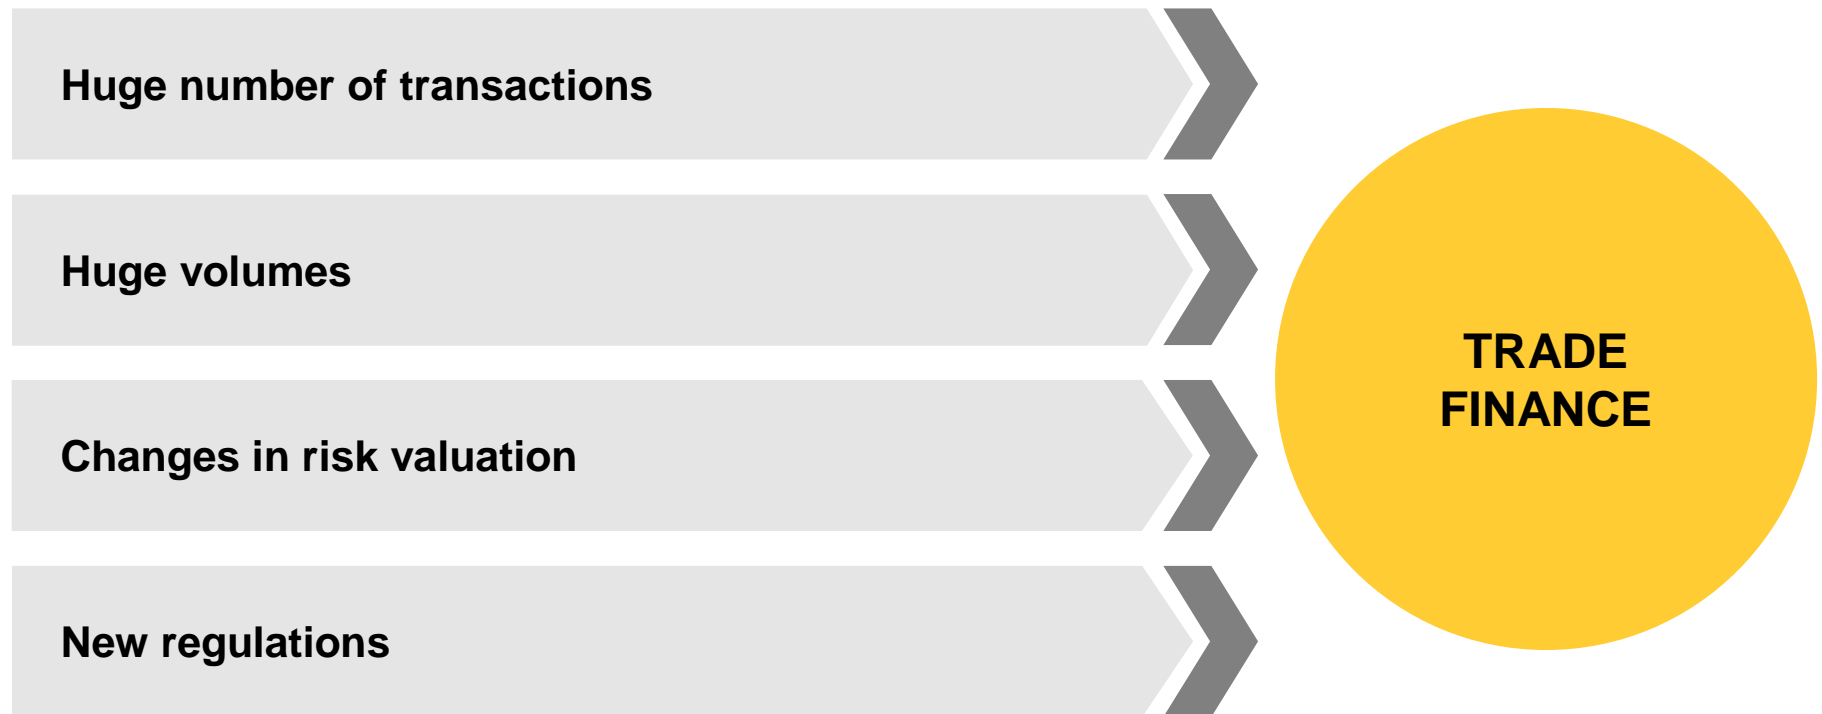 Huge number of transactions
Huge volumes
Changes in risk valuation
New regulations
TRADE
FINANCE